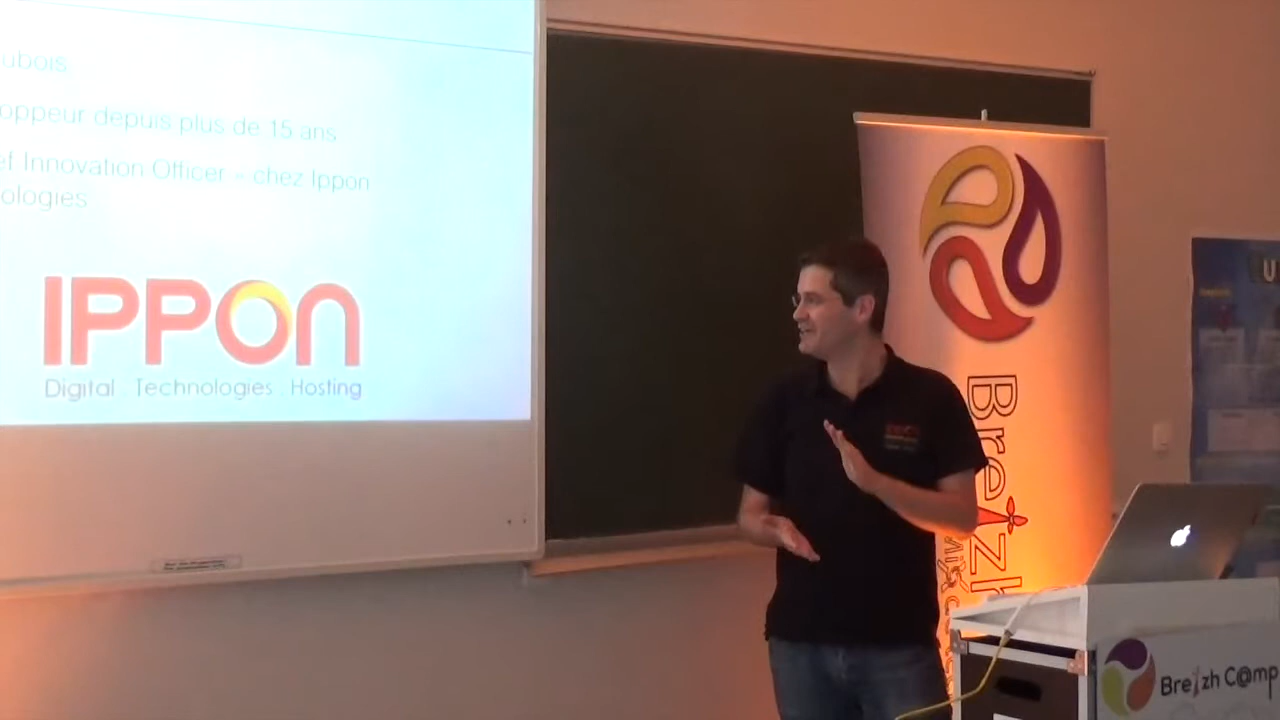 ubois
oppeur depuis plus de 15 ans
ef Innovation Officer – chez Ippon
ologies
IPPON
Digital . Technologies . Hosting
IPPON
Breizh
U
Breizh C@mp